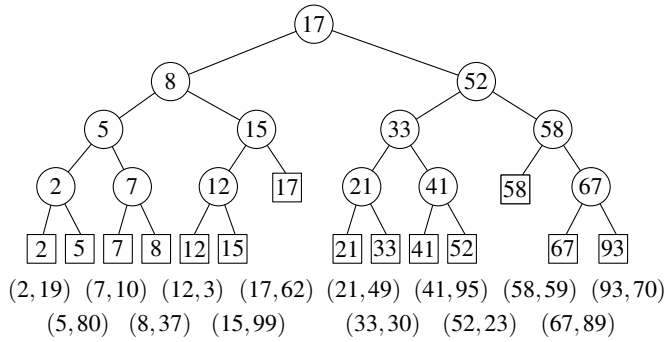 17
8 52
5 15 33 58
2 7 12 17 21 41 58 67
2 5 7 8 12 15 21 33 41 52 67 93
(2,19) (7,10) (12,3) (17,62) (21,49) (41,95) (58,59) (93,70)
(5,80) (8,37) (15,99) (33,30) (52,23) (67,89)